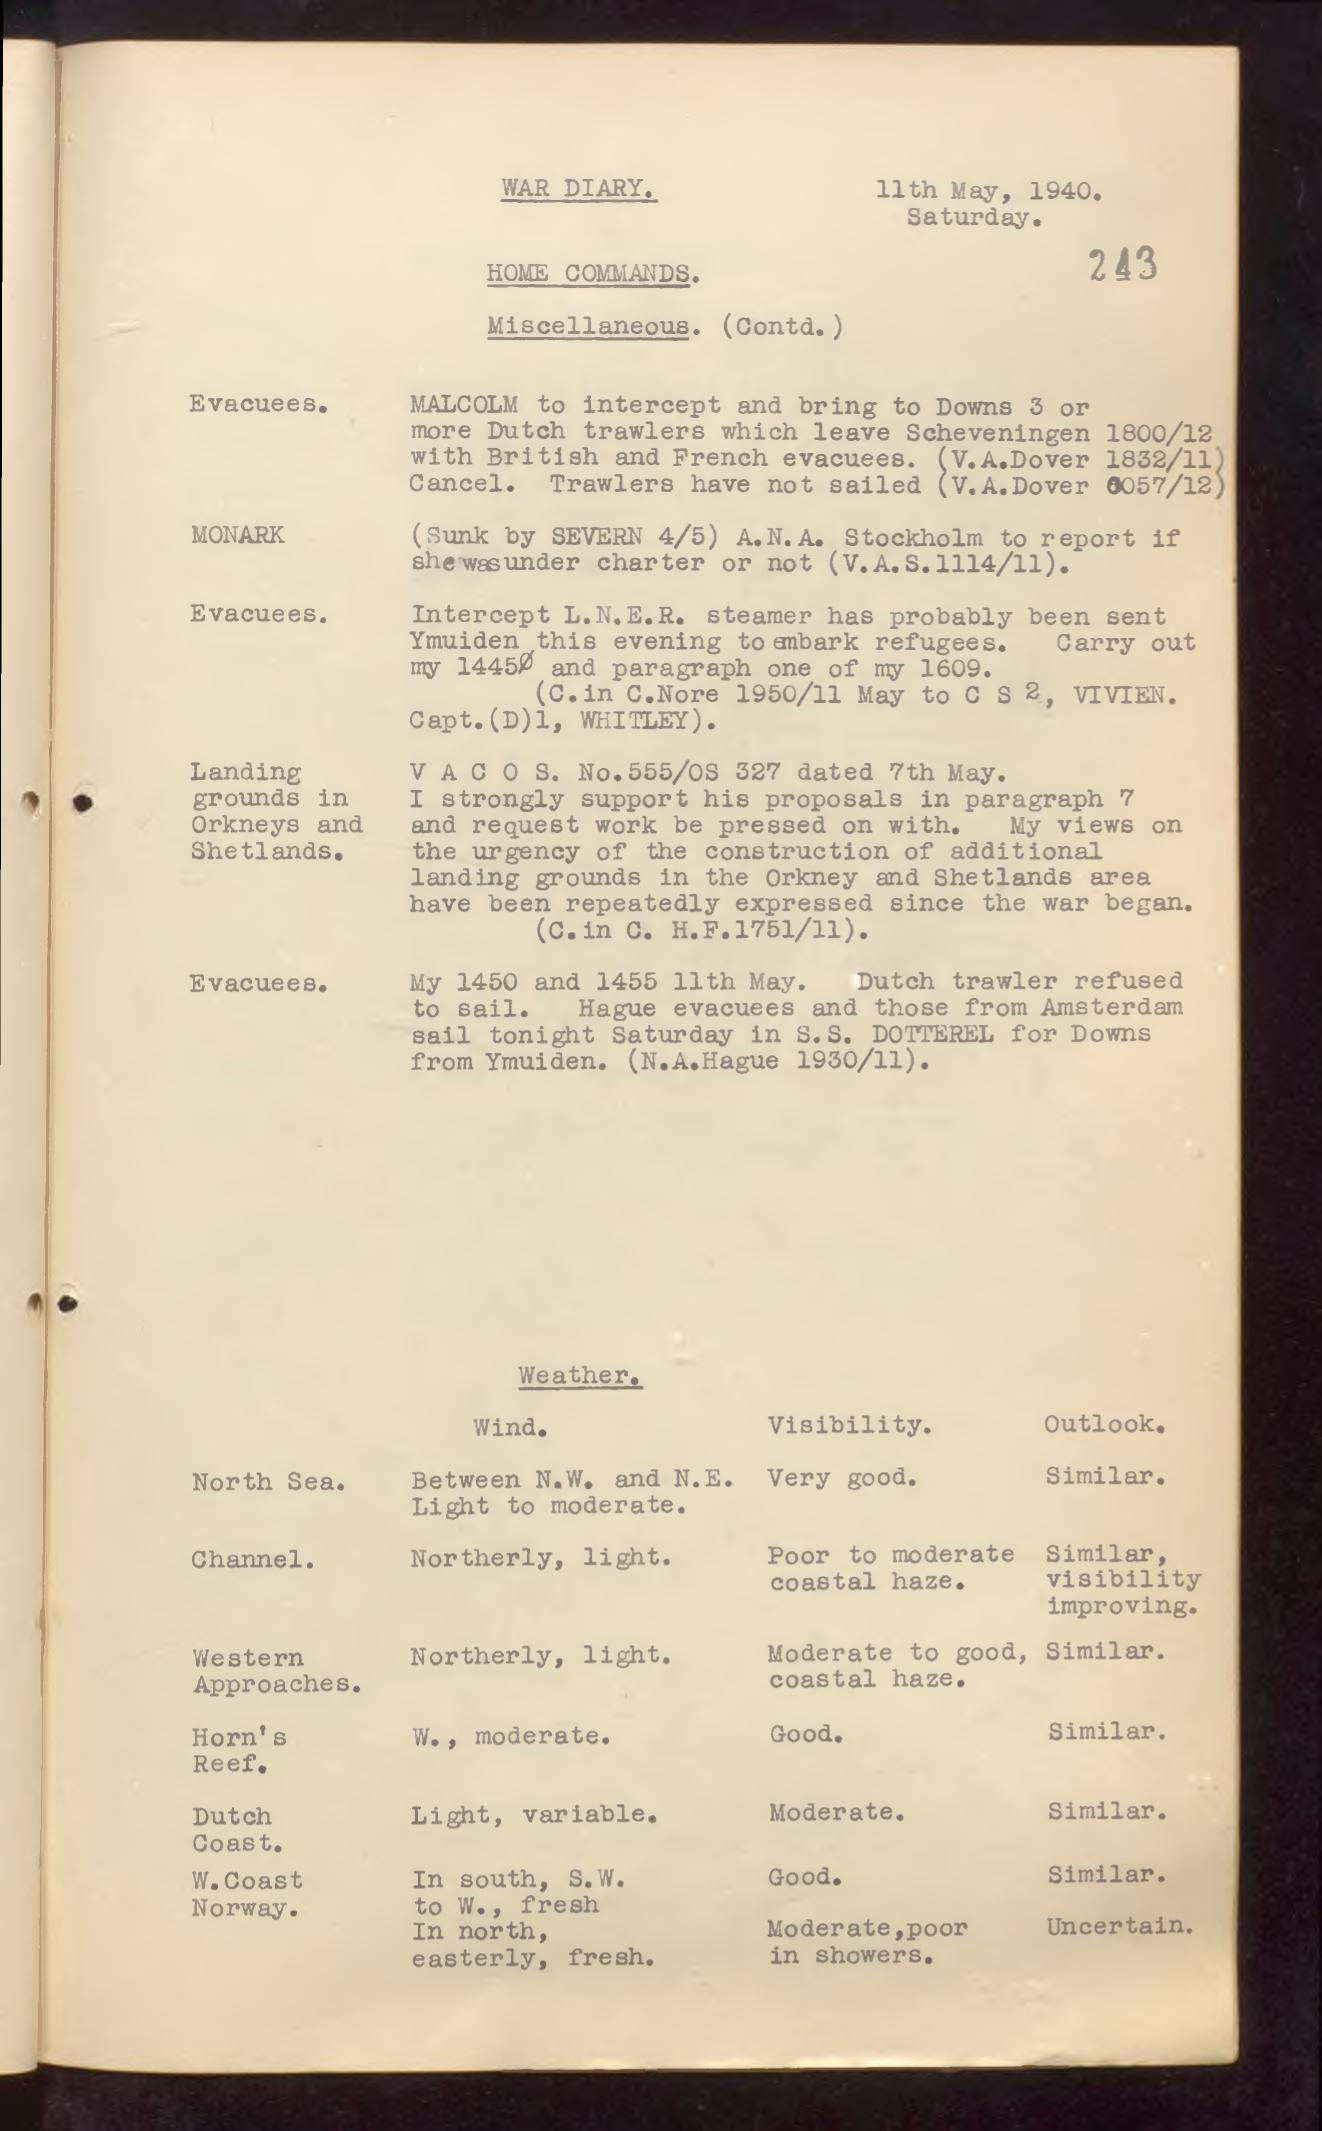 WAR DIARY. 11th May, 1940.
Saturday.
243
HOME COMMANDS.
Miscellaneous. (Contd.)
Evacuees. MALCOLM to intercept and bring to Downs 3 or
more Dutch trawlers which leave Scheveningen 1800/12
with British and French evacuees. (V.A.Dover 1832/11)
Cancel. Trawlers have not sailed (V.A.Dover 0057/12)
MONARK (Sunk by SEVERN 4/5) A.N.A. Stockholm to report if
she was under charter or not (V.A.S.1114/11).
Evacuees. Intercept L.N.E.R. steamer has probably been sent
Ymuiden this evening to embark refugees. Carry out
my 1445Ø and paragraph one of my 1609.
(C.in C.Nore 1950/11 May to C S 2, VIVIEN.
Capt.(D)1, WHITLEY).
Landing V A C O S. No.555/OS 327 dated 7th May.
grounds in I strongly support his proposals in paragraph 7
Orkneys and and request work be pressed on with. My views on
Shetlands. the urgency of the construction of additional
landing grounds in the Orkney and Shetlands area
have been repeatedly expressed since the war began.
(C.in C. H.F.1751/11).
Evacuees. My 1450 and 1455 11th May. Dutch trawler refused
to sail. Hague evacuees and those from Amsterdam
sail tonight Saturday in S.S. DOTTEREL for Downs
from Ymuiden. (N.A.Hague 1930/11).
Weather.
Wind. Visibility. Outlook.
North Sea. Between N.W. and N.E. Very good. Similar.
Light to moderate.
Channel. Northerly, light. Poor to moderate Similar,
coastal haze. visibility
improving.
Western Northerly, light. Moderate to good, Similar.
Approaches. coastal haze.
Horn's W., moderate. Good. Similar.
Reef.
Dutch Light, variable. Moderate. Similar.
Coast.
W.Coast In south, S.W. Good. Similar.
Norway. to W., fresh
In north, Moderate,poor Uncertain.
easterly, fresh. in showers.